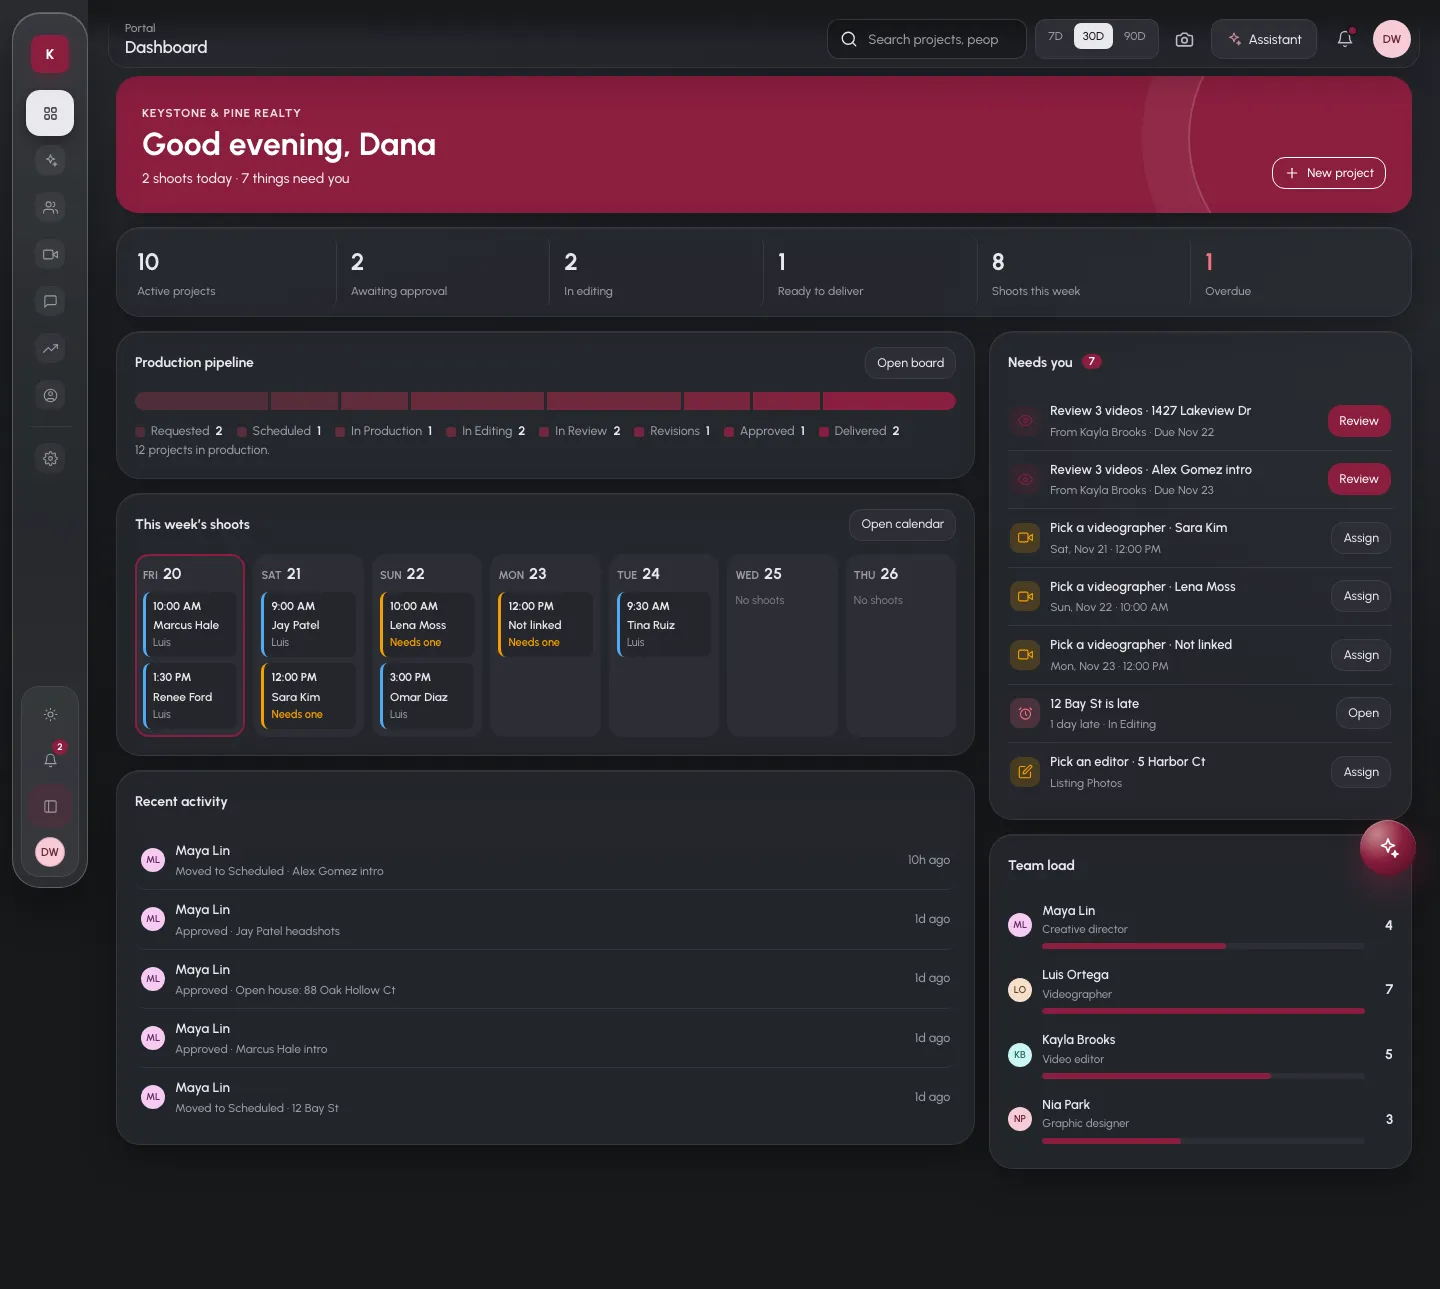 K
Portal
Dashboard
Search projects, peop
7D 30D 90D
Assistant
DW
KEYSTONE & PINE REALTY
Good evening, Dana
2 shoots today · 7 things need you
New project
10
Active projects
2
Awaiting approval
2
In editing
1
Ready to deliver
8
Shoots this week
1
Overdue
Production pipeline
Open board
Requested 2 Scheduled 1 In Production 1 In Editing 2 In Review 2 Revisions 1 Approved 1 Delivered 2
12 projects in production.
This week's shoots
Open calendar
FRI 20
10:00 AM
Marcus Hale
Luis
1:30 PM
Renee Ford
Luis
SAT 21
9:00 AM
Jay Patel
Luis
12:00 PM
Sara Kim
Needs one
SUN 22
10:00 AM
Lena Moss
Needs one
3:00 PM
Omar Diaz
Luis
MON 23
12:00 PM
Not linked
Needs one
TUE 24
9:30 AM
Tina Ruiz
Luis
WED 25
No shoots
THU 26
No shoots
Recent activity
ML
Maya Lin
Moved to Scheduled · Alex Gomez intro
10h ago
ML
Maya Lin
Approved · Jay Patel headshots
1d ago
ML
Maya Lin
Approved · Open house: 88 Oak Hollow Ct
1d ago
ML
Maya Lin
Approved · Marcus Hale intro
1d ago
ML
Maya Lin
Moved to Scheduled · 12 Bay St
1d ago
Needs you 7
Review 3 videos · 1427 Lakeview Dr
From Kayla Brooks · Due Nov 22
Review
Review 3 videos · Alex Gomez intro
From Kayla Brooks · Due Nov 23
Review
Pick a videographer · Sara Kim
Sat, Nov 21 · 12:00 PM
Assign
Pick a videographer · Lena Moss
Sun, Nov 22 · 10:00 AM
Assign
Pick a videographer · Not linked
Mon, Nov 23 · 12:00 PM
Assign
12 Bay St is late
1 day late · In Editing
Open
Pick an editor · 5 Harbor Ct
Listing Photos
Assign
Team load
ML
Maya Lin
Creative director
4
LO
Luis Ortega
Videographer
7
KB
Kayla Brooks
Video editor
5
NP
Nia Park
Graphic designer
3
2
DW